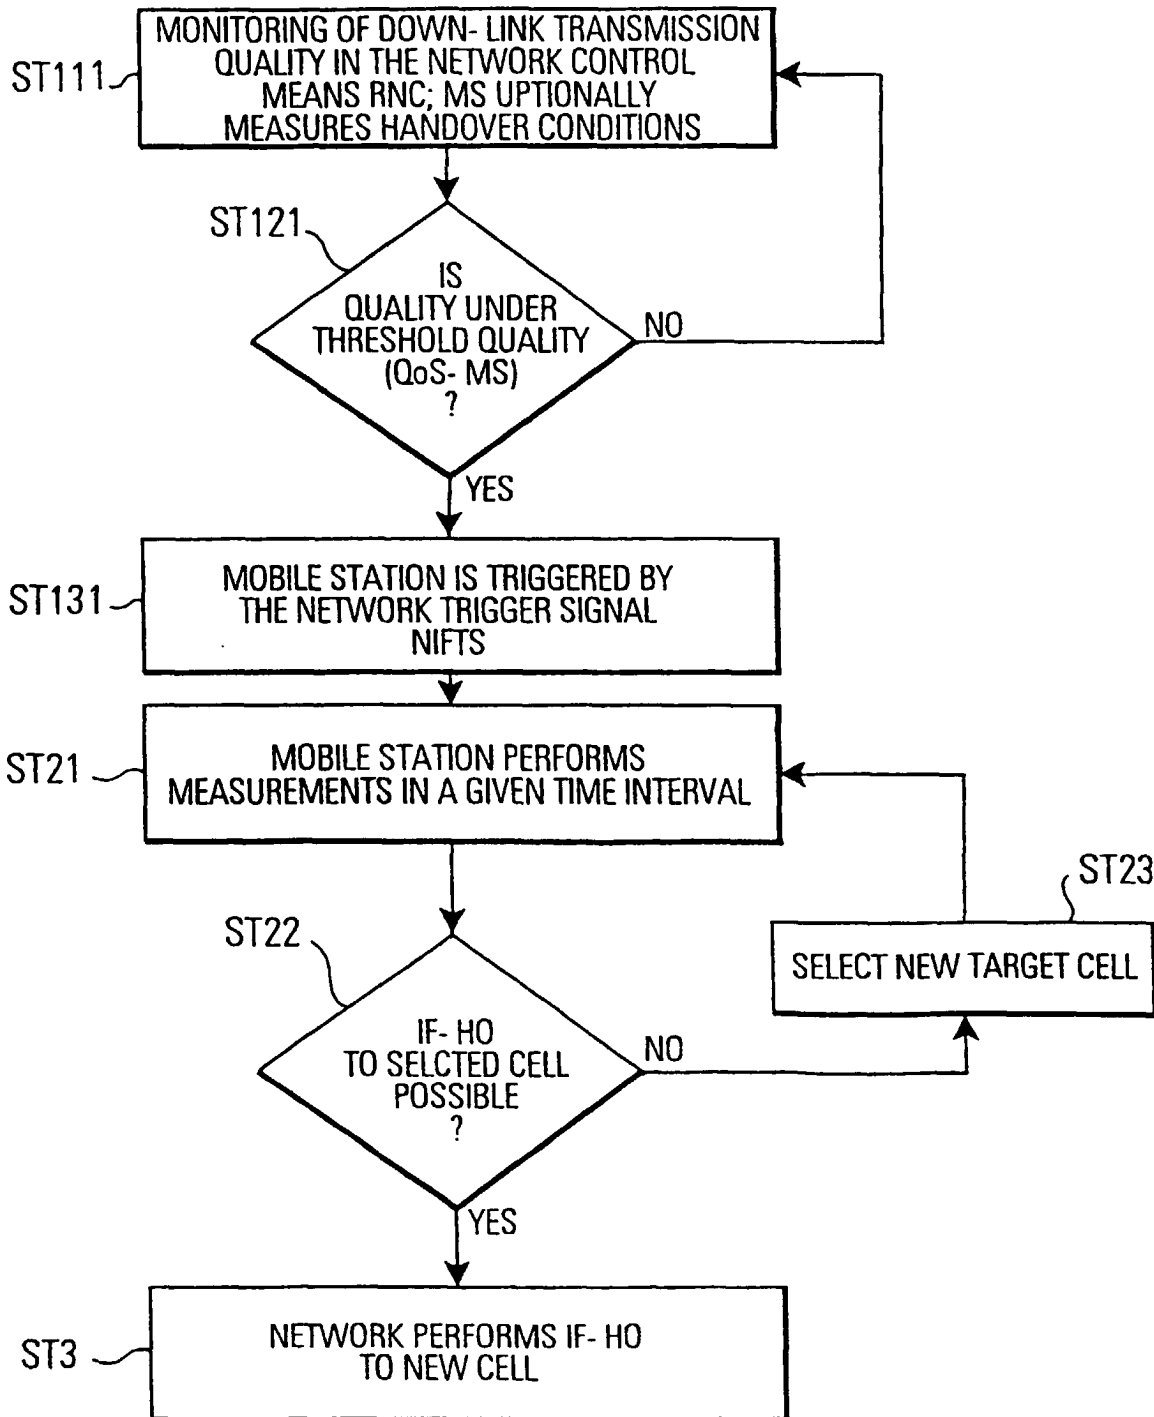 MONITORING OF DOWN- LINK TRANSMISSION
QUALITY IN THE NETWORK CONTROL
MEANS RNC; MS UPTIONALLY
MEASURES HANDOVER CONDITIONS
ST111
ST121
IS
QUALITY UNDER
THRESHOLD QUALITY
(QoS- MS)
?
NO
YES
ST131
MOBILE STATION IS TRIGGERED BY
THE NETWORK TRIGGER SIGNAL
NIFTS
ST21
MOBILE STATION PERFORMS
MEASUREMENTS IN A GIVEN TIME INTERVAL
ST23
SELECT NEW TARGET CELL
ST22
IF- HO
TO SELCTED CELL
POSSIBLE
?
NO
YES
ST3
NETWORK PERFORMS IF- HO
TO NEW CELL